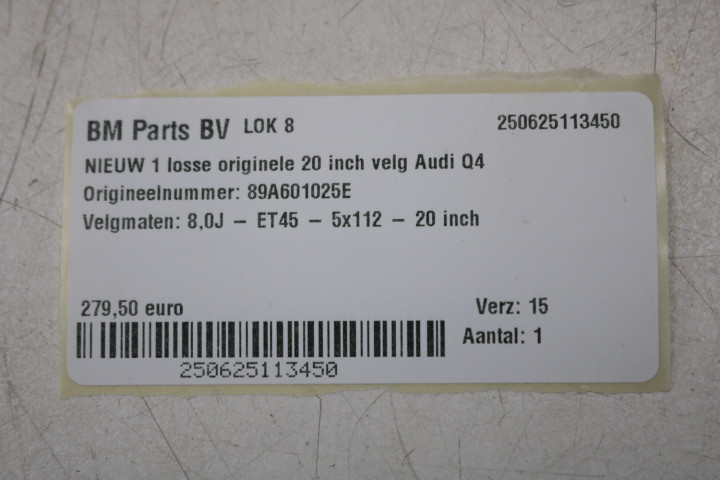 BM Parts BV LOK 8 250625113450
NIEUW 1 losse originele 20 inch velg Audi Q4
Origineelnummer: 89A601025E
Velgmaten: 8,0J – ET45 – 5x112 – 20 inch
279,50 euro Verz: 15
Aantal: 1
250625113450